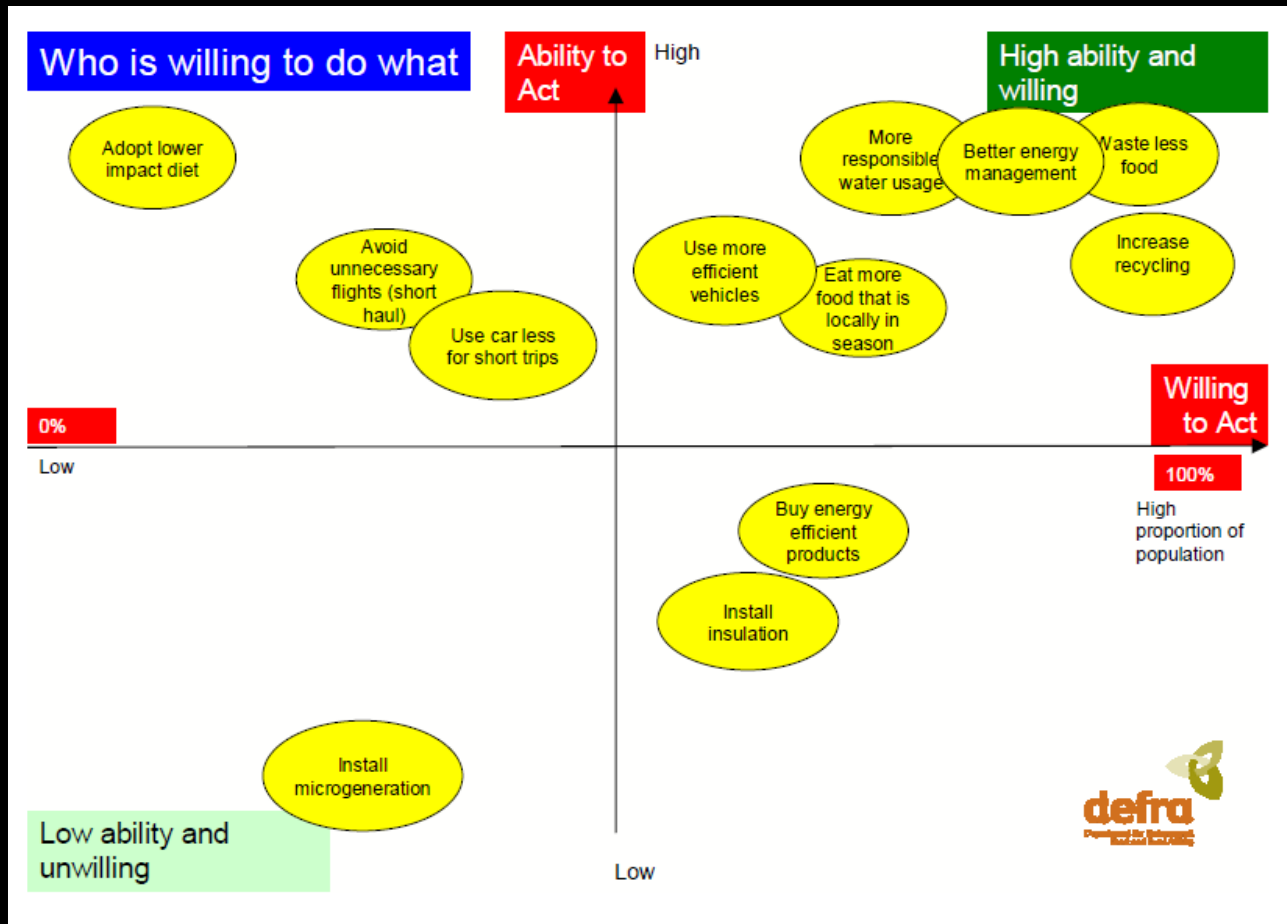 Who is willing to do what
Ability to
Act
High
High ability and
willing
Adopt lower
impact diet
More
responsible
water usage
Better energy
management
Waste less
food
Avoid
unnecessary
flights (short
haul)
Use car less
for short trips
Use more
efficient
vehicles
Eat more
food that is
locally in
season
Increase
recycling
Willing
to Act
0%
Low
100%
High
proportion of
population
Buy energy
efficient
products
Install
insulation
Install
microgeneration
Low ability and
unwilling
Low
defra